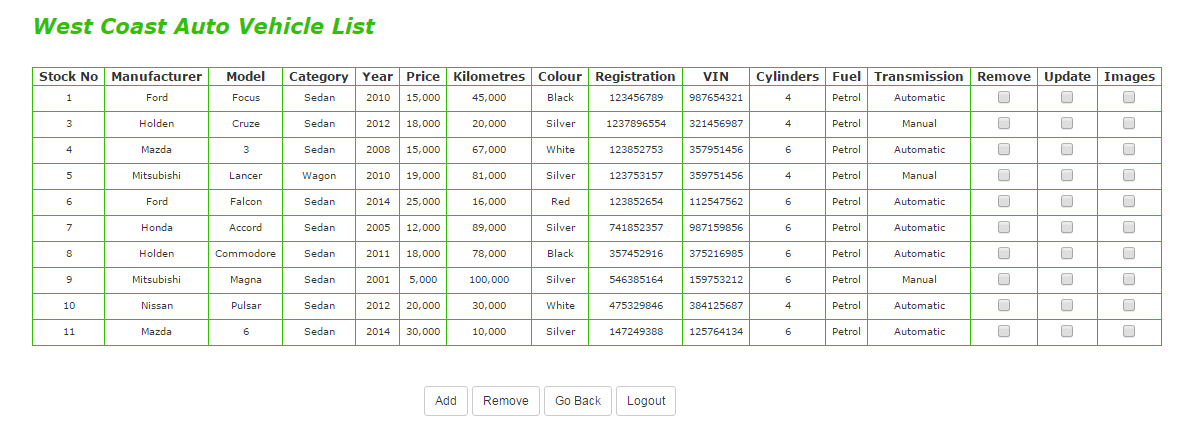 West Coast Auto Vehicle List
Stock No Manufacturer Model Category Year Price Kilometres Colour Registration VIN Cylinders Fuel Transmission Remove Update Images
1 Ford Focus Sedan 2010 15,000 45,000 Black 123456789 987654321 4 Petrol Automatic
3 Holden Cruze Sedan 2012 18,000 20,000 Silver 1237896554 321456987 4 Petrol Manual
4 Mazda 3 Sedan 2008 15,000 67,000 White 123852753 357951456 6 Petrol Automatic
5 Mitsubishi Lancer Wagon 2010 19,000 81,000 Silver 123753157 359751456 4 Petrol Manual
6 Ford Falcon Sedan 2014 25,000 16,000 Red 123852654 112547562 6 Petrol Automatic
7 Honda Accord Sedan 2005 12,000 89,000 Silver 741852357 987159856 6 Petrol Automatic
8 Holden Commodore Sedan 2011 18,000 78,000 Black 357452916 375216985 6 Petrol Automatic
9 Mitsubishi Magna Sedan 2001 5,000 100,000 Silver 546385164 159753212 6 Petrol Manual
10 Nissan Pulsar Sedan 2012 20,000 30,000 White 475329846 384125687 4 Petrol Automatic
11 Mazda 6 Sedan 2014 30,000 10,000 Silver 147249388 125764134 6 Petrol Automatic
Add Remove Go Back Logout